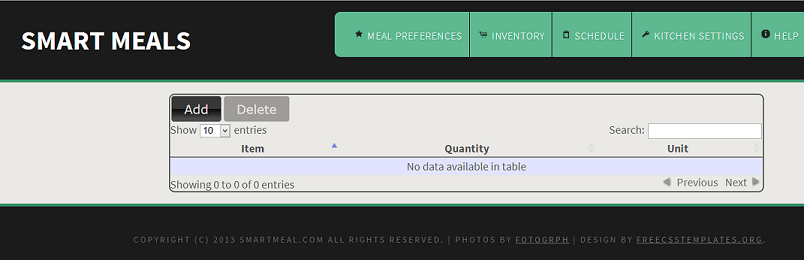 SMART MEALS
MEAL PREFERENCES INVENTORY SCHEDULE KITCHEN SETTINGS HELP
Add Delete
Show 10 entries Search:
Item Quantity Unit
No data available in table
Showing 0 to 0 of 0 entries Previous Next
COPYRIGHT (C) 2013 SMARTMEAL.COM ALL RIGHTS RESERVED. | PHOTOS BY FOTOGRPH | DESIGN BY FREECSSTEMPLATES.ORG.